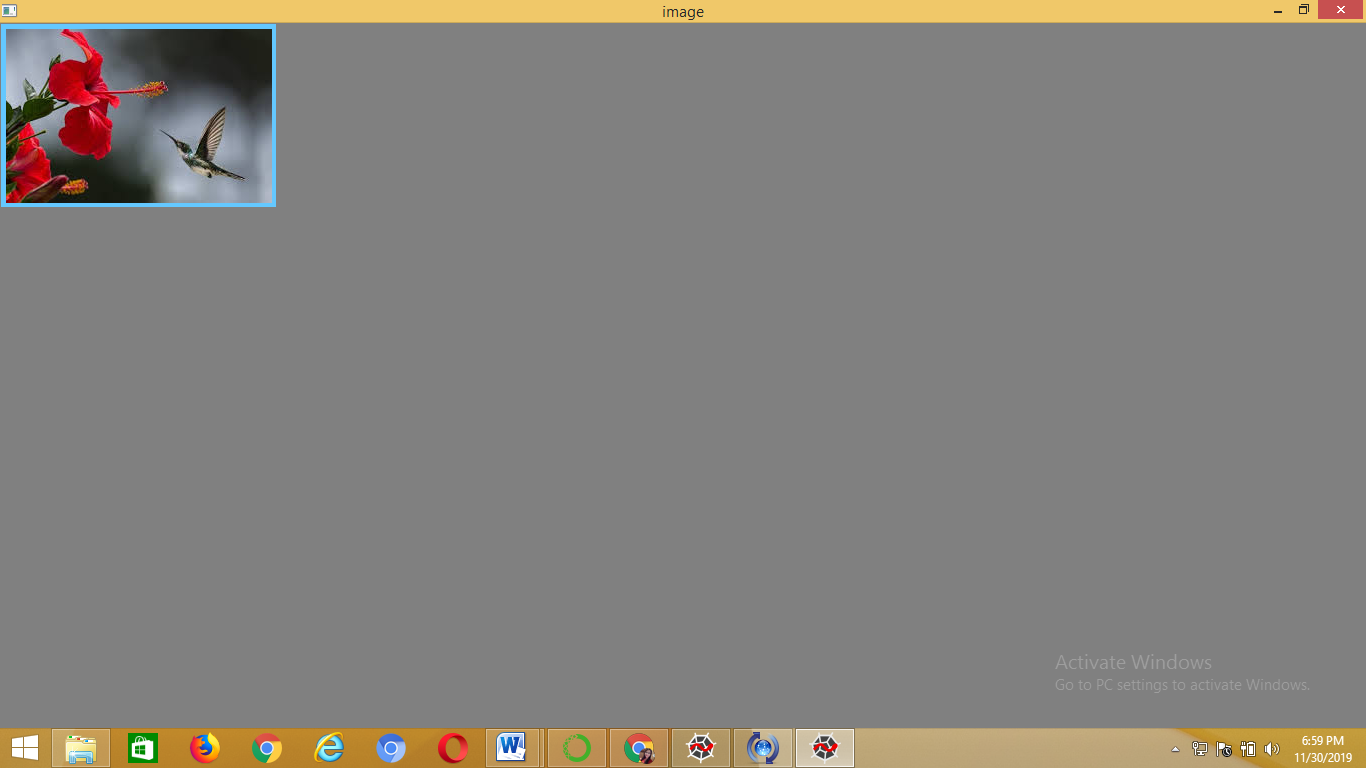 image
Activate Windows
Go to PC settings to activate Windows.
6:59 PM
11/30/2019